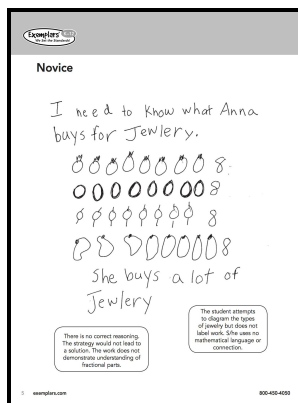 Exemplars
We Set the Standards!
Novice
I need to know what Anna
buys for Jewlery.
8
8
8
8
She buys a lot of
Jewlery
The student attempts
to diagram the types
of jewelry but does not
label work. S/he uses no
mathematical language or
connection.
There is no correct reasoning.
The strategy would not lead to
a solution. The work does not
demonstrate understanding of
fractional parts.
exemplars.com
800-450-4050